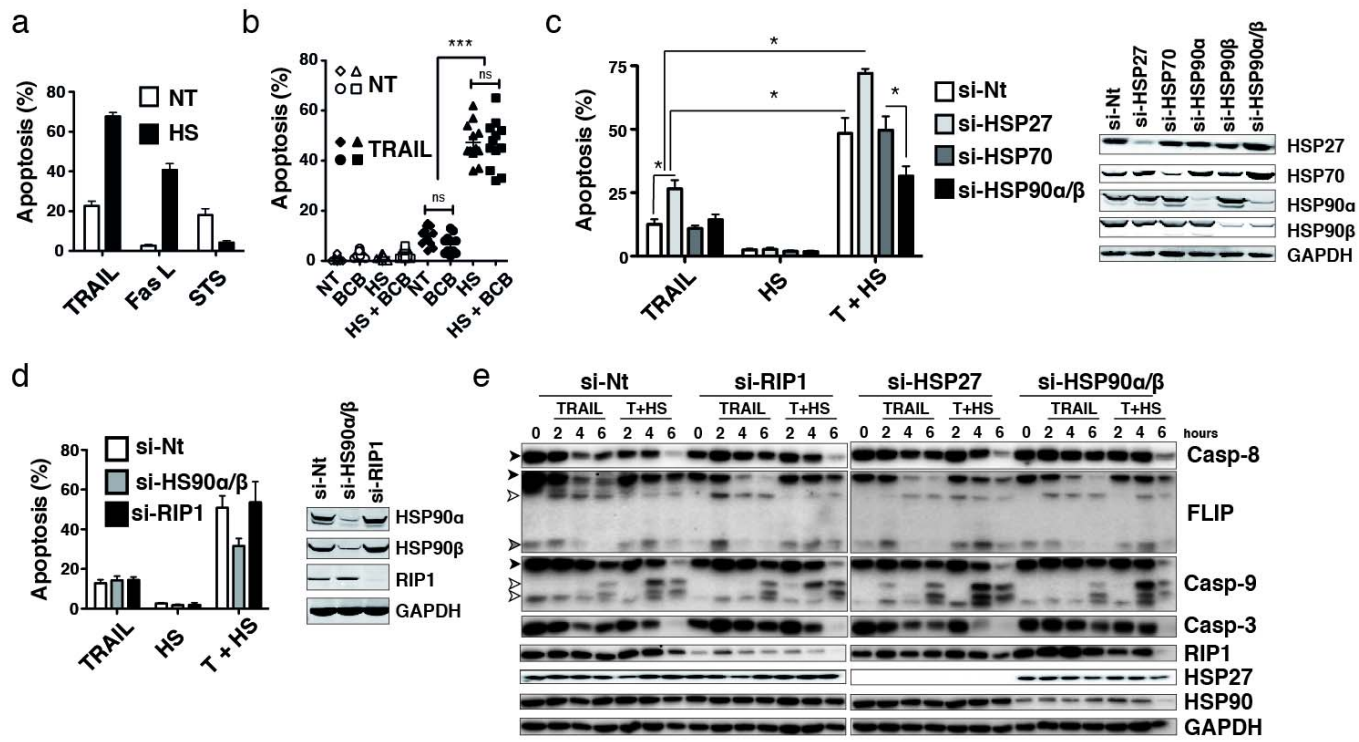 a
Apoptosis (%)
80
60
40
20
0
NT
HS
TRAIL
Fas L
STS
b
Apoptosis (%)
80
60
40
20
0
NT
TRAIL
***
ns
ns
NT
BCB
HS
HS + BCB
NT
BCB
HS
HS + BCB
c
Apoptosis (%)
75
50
25
0
*
*
*
*
TRAIL
HS
T + HS
si-Nt
si-HSP27
si-HSP70
si-HSP90α/β
si-Nt
si-HSP27
si-HSP70
si-HSP90α
si-HSP90β
si-HSP90α/β
HSP27
HSP70
HSP90α
HSP90β
GAPDH
d
Apoptosis (%)
80
60
40
20
0
si-Nt
si-HS90α/β
si-RIP1
TRAIL
HS
T + HS
si-Nt
si-HS90α/β
si-RIP1
HSP90α
HSP90β
RIP1
GAPDH
e
si-Nt si-RIP1 si-HSP27 si-HSP90α/β
TRAIL T+HS TRAIL T+HS TRAIL T+HS TRAIL T+HS
0 2 4 6 2 4 6 0 2 4 6 2 4 6 0 2 4 6 2 4 6 0 2 4 6 2 4 6 hours
Casp-8
FLIP
Casp-9
Casp-3
RIP1
HSP27
HSP90
GAPDH